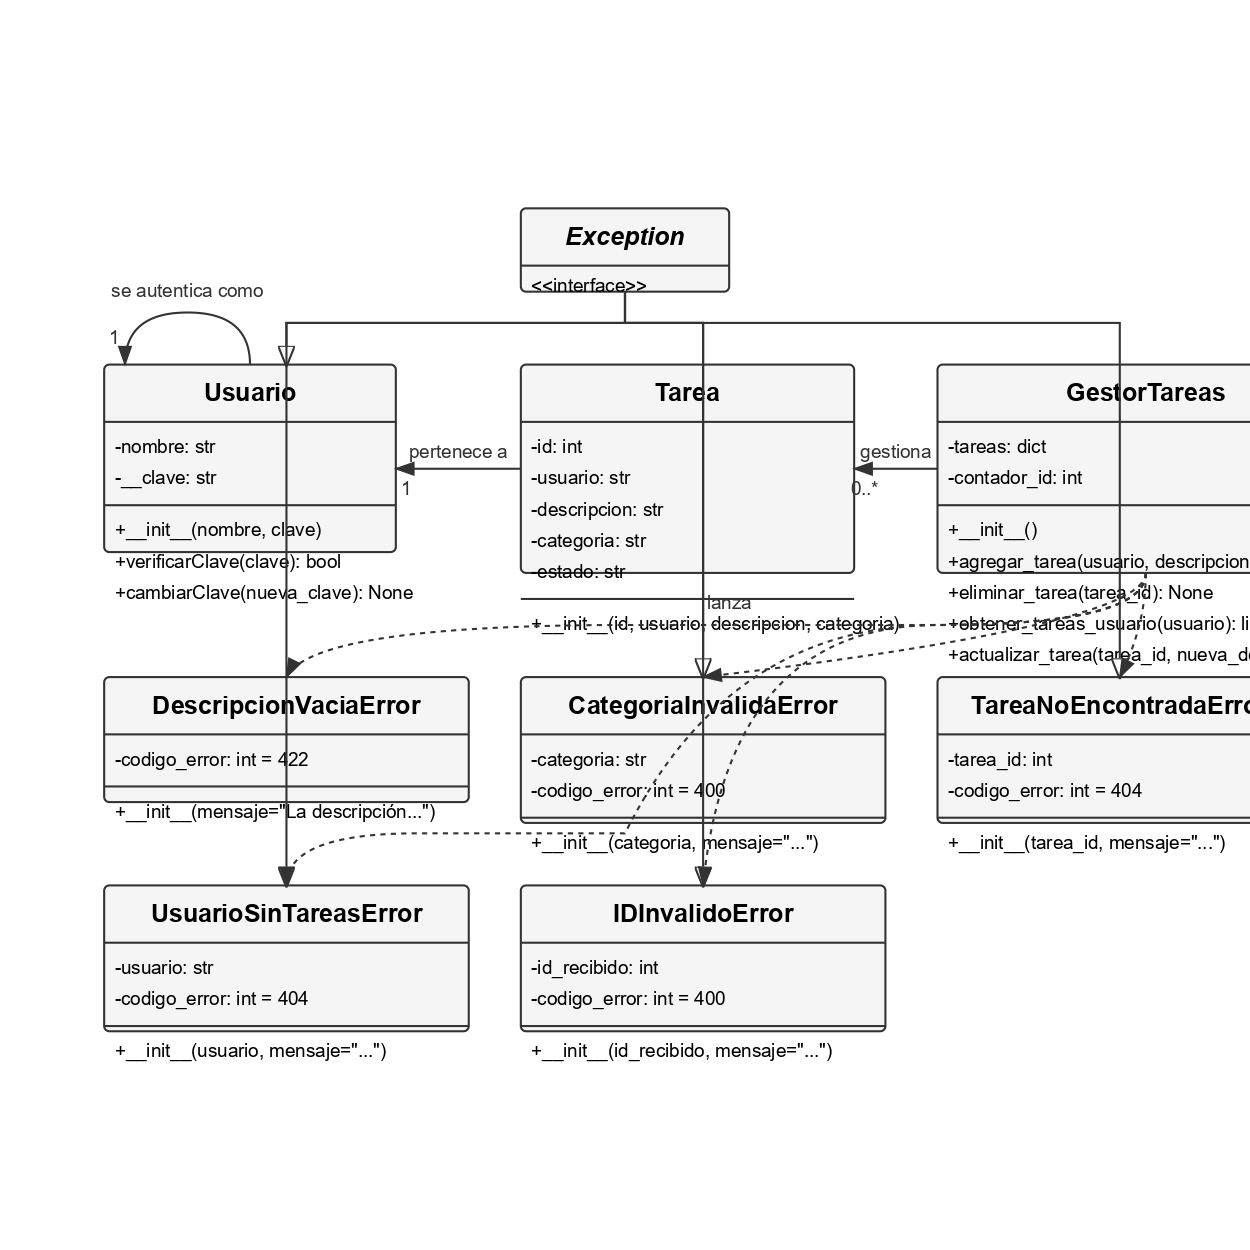 Exception
<<interface>>
se autentica como
1
Usuario
-nombre: str
-__clave: str
+__init__(nombre, clave)
+verificarClave(clave): bool
+cambiarClave(nueva_clave): None
pertenece a
1
Tarea
-id: int
-usuario: str
-descripcion: str
-categoria: str
-estado: str
+__init__(id, usuario, descripcion, categoria)
gestiona
0..*
GestorTareas
-tareas: dict
-contador_id: int
+__init__()
+agregar_tarea(usuario, descripcion
+eliminar_tarea(tarea_id): None
+obtener_tareas_usuario(usuario): li
+actualizar_tarea(tarea_id, nueva_de
lanza
DescripcionVaciaError
-codigo_error: int = 422
+__init__(mensaje="La descripción...")
CategoriaInvalidaError
-categoria: str
-codigo_error: int = 400
+__init__(categoria, mensaje="...")
TareaNoEncontradaErro
-tarea_id: int
-codigo_error: int = 404
+__init__(tarea_id, mensaje="...")
UsuarioSinTareasError
-usuario: str
-codigo_error: int = 404
+__init__(usuario, mensaje="...")
IDInvalidoError
-id_recibido: int
-codigo_error: int = 400
+__init__(id_recibido, mensaje="...")